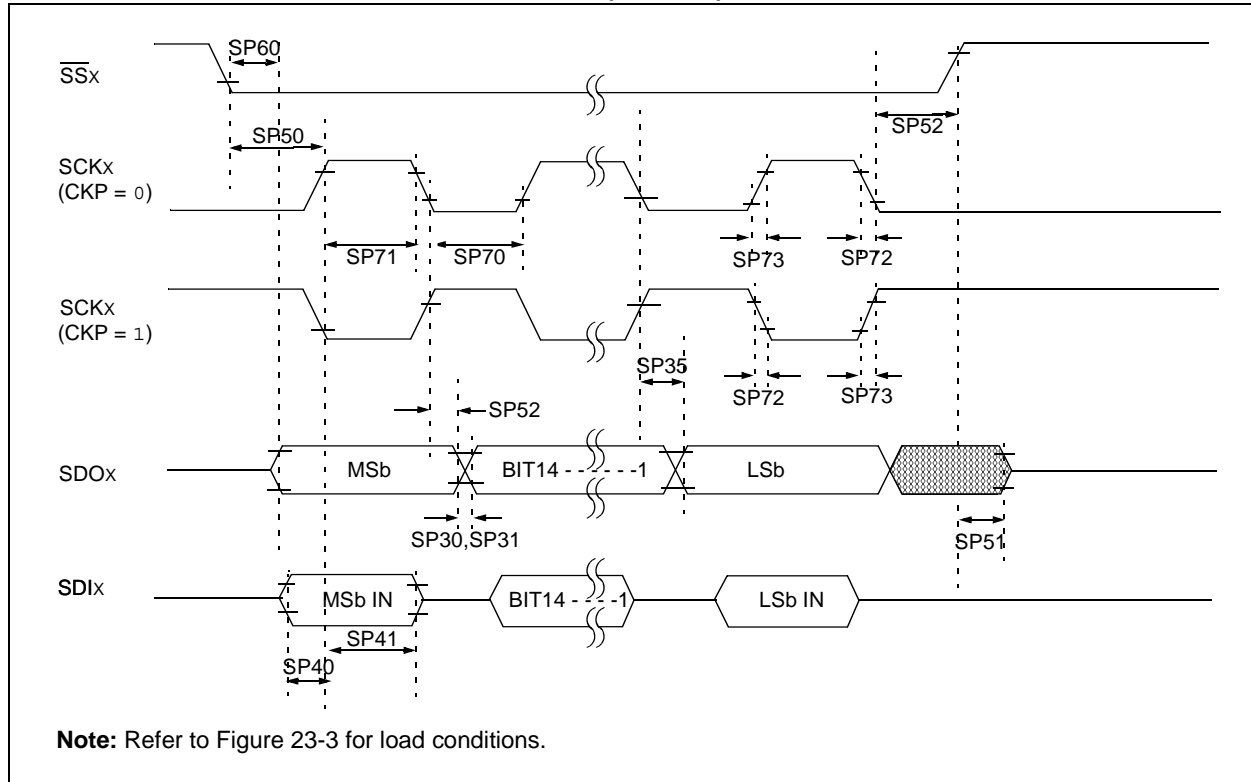 SP60
SSX
SP50
SP52
SCKX
(CKP = 0)
SP71
SP70
SP73
SP72
SCKX
(CKP = 1)
SP35
SP72
SP73
SP52
SDOX
MSb
BIT14 - - - - - -1
LSb
SP30,SP31
SP51
SDIX
MSb IN
BIT14 - - - -1
LSb IN
SP41
SP40
Note: Refer to Figure 23-3 for load conditions.